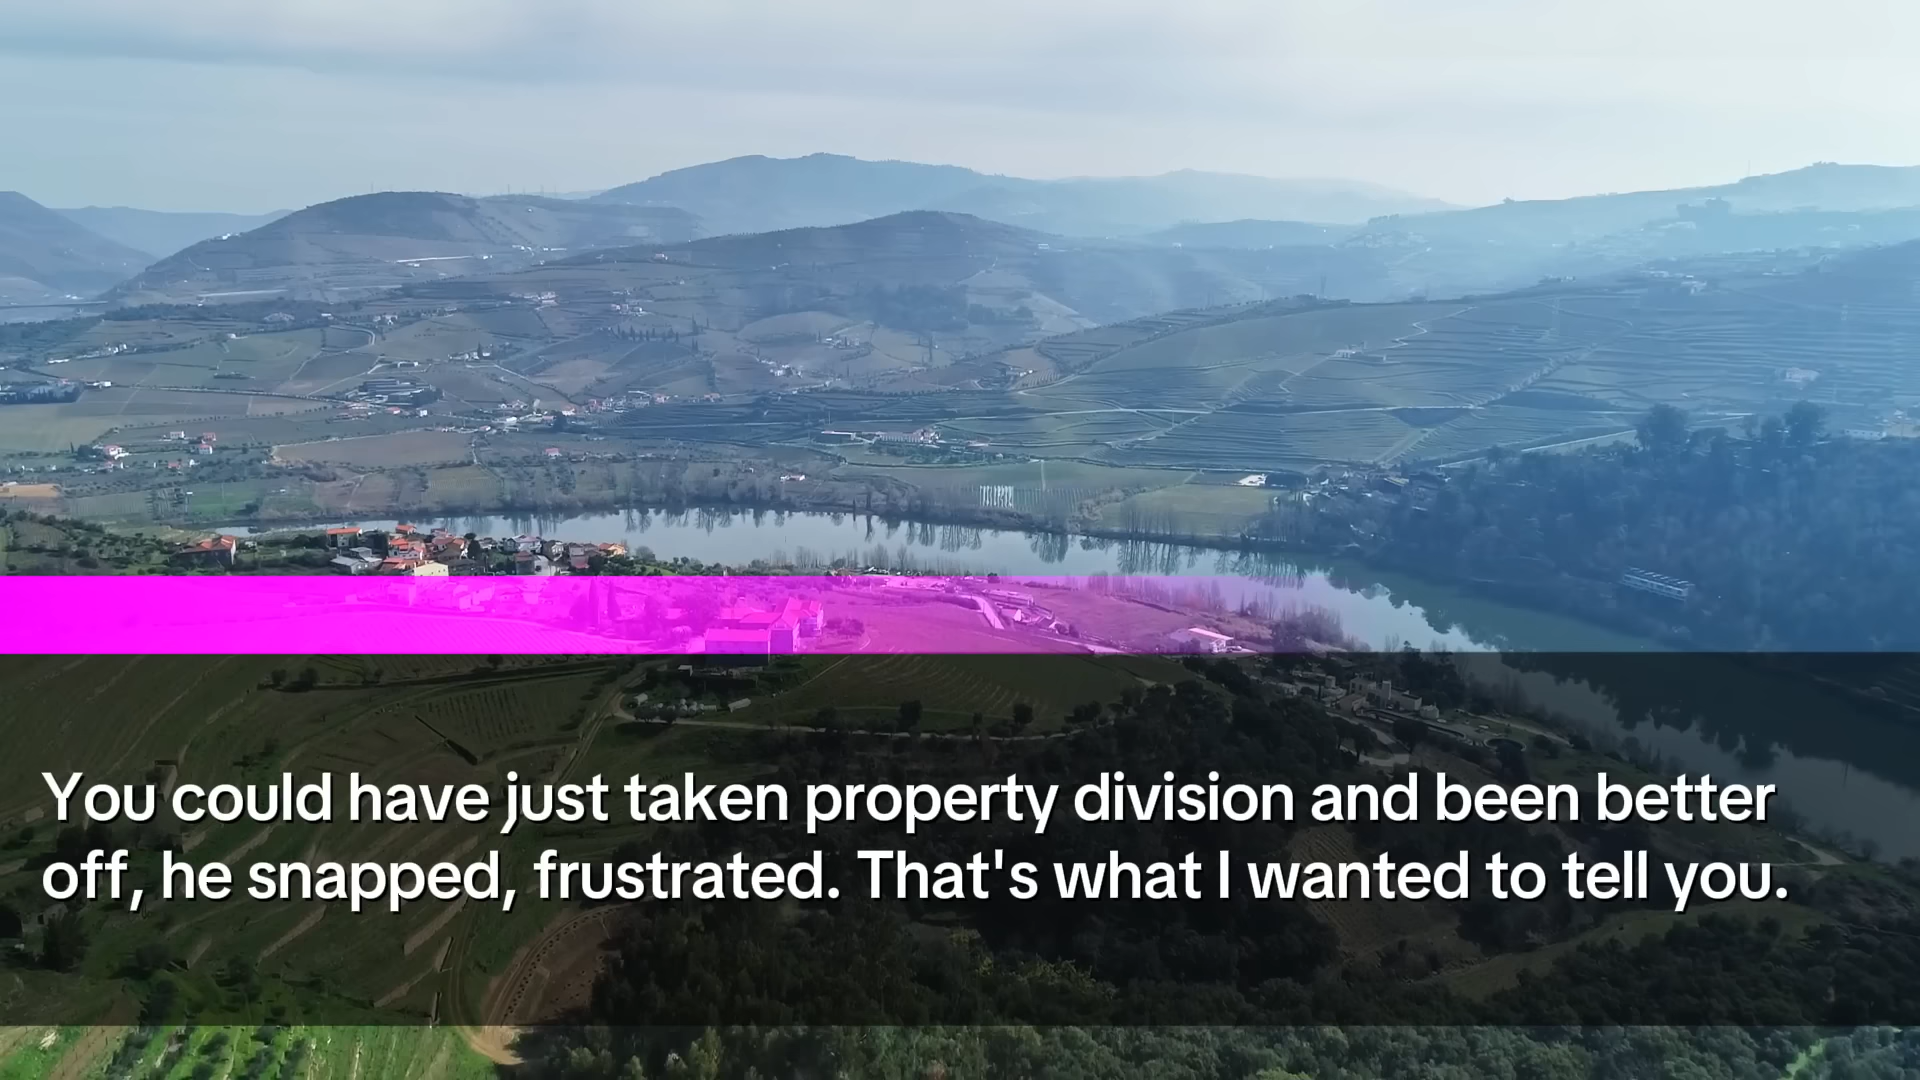 You could have just taken property division and been better
off, he snapped, frustrated. That's what I wanted to tell you.